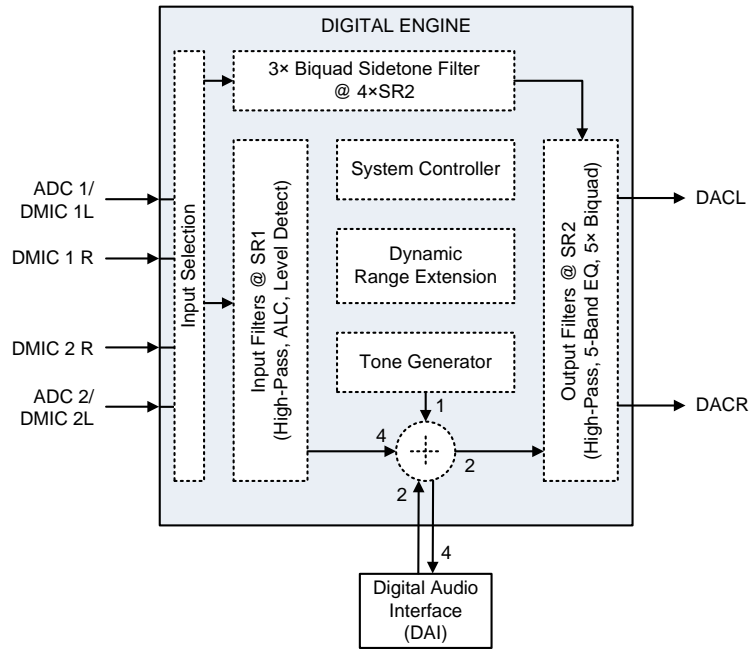 DIGITAL ENGINE
3× Biquad Sidetone Filter
@ 4×SR2
ADC 1/
DMIC 1L
DMIC 1 R
DMIC 2 R
ADC 2/
DMIC 2L
Input Selection
Input Filters @ SR1
(High-Pass, ALC, Level Detect)
System Controller
Dynamic
Range Extension
Tone Generator
1
4
2
2
4
Output Filters @ SR2
(High-Pass, 5-Band EQ, 5× Biquad)
DACL
DACR
Digital Audio
Interface
(DAI)